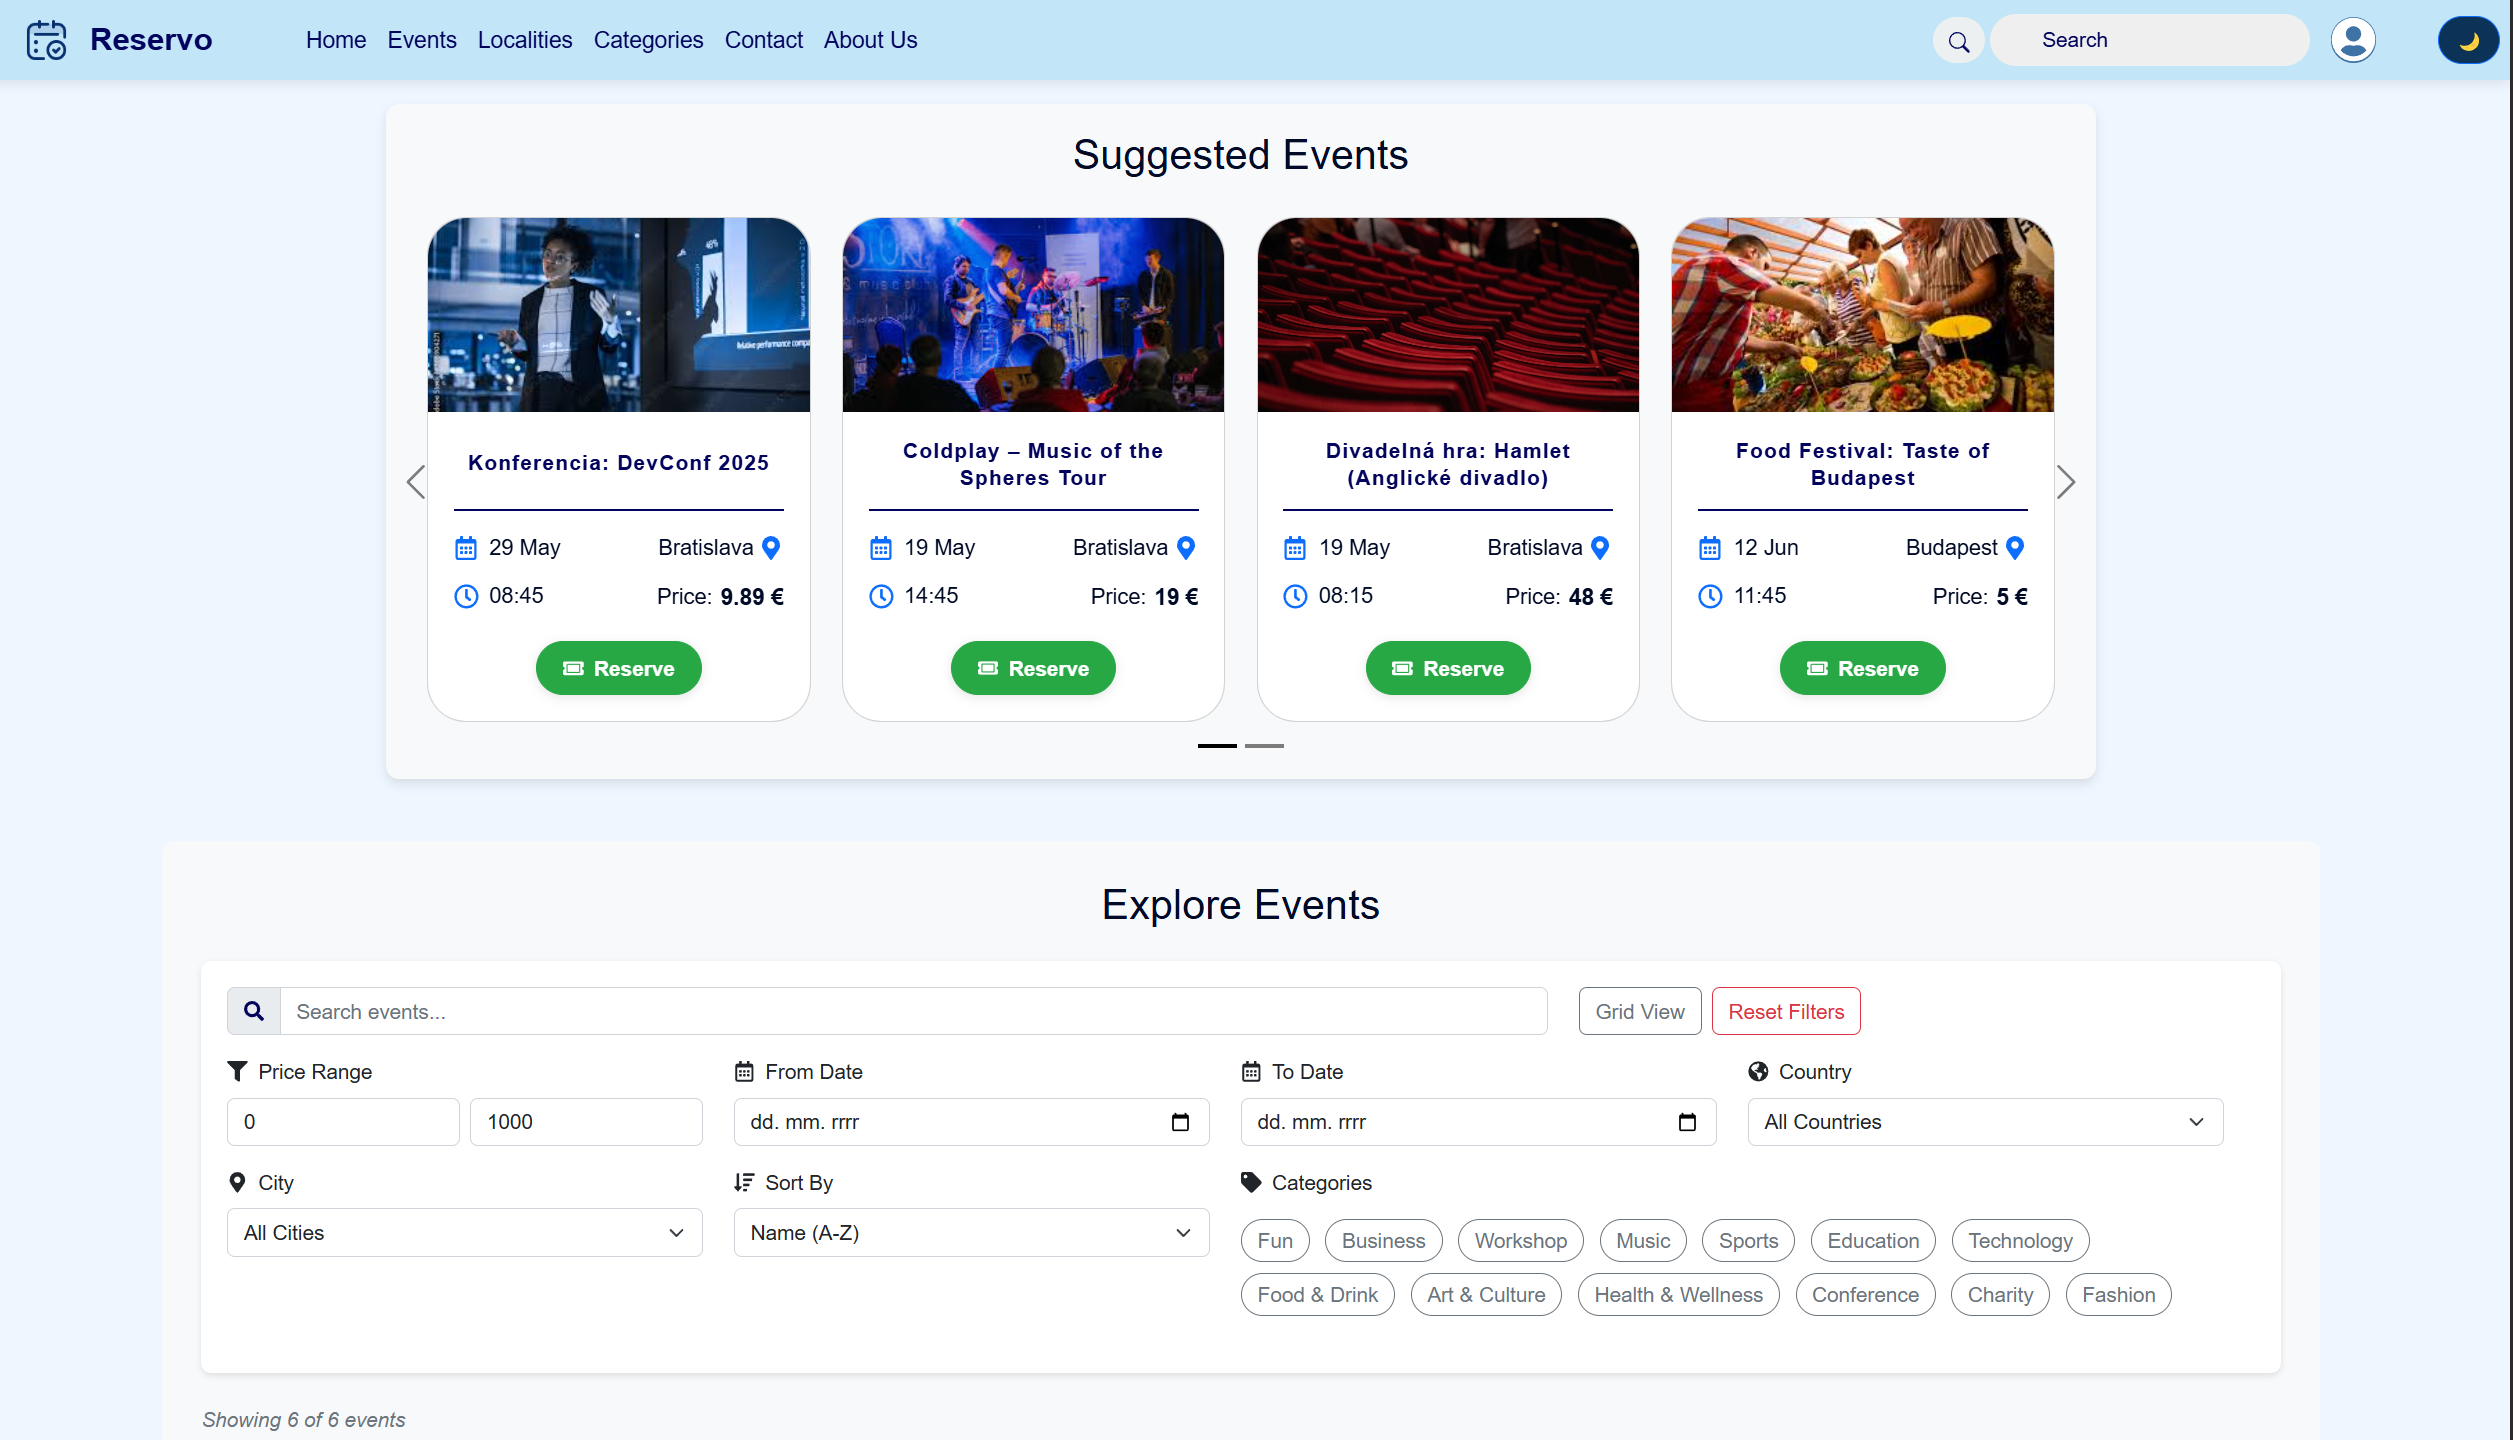 Reservo
Home Events Localities Categories Contact About Us
Search
Suggested Events
48%
Relative performance compa
Konferencia: DevConf 2025
29 May Bratislava
08:45 Price: 9.89 €
Reserve
Coldplay – Music of the
Spheres Tour
19 May Bratislava
14:45 Price: 19 €
Reserve
Divadelná hra: Hamlet
(Anglické divadlo)
19 May Bratislava
08:15 Price: 48 €
Reserve
Food Festival: Taste of
Budapest
12 Jun Budapest
11:45 Price: 5 €
Reserve
Explore Events
Search events...
Grid View
Reset Filters
Price Range
From Date
To Date
Country
0
1000
dd. mm. rrrr
dd. mm. rrrr
All Countries
City
Sort By
Categories
All Cities
Name (A-Z)
Fun Business Workshop Music Sports Education Technology
Food & Drink Art & Culture Health & Wellness Conference Charity Fashion
Showing 6 of 6 events